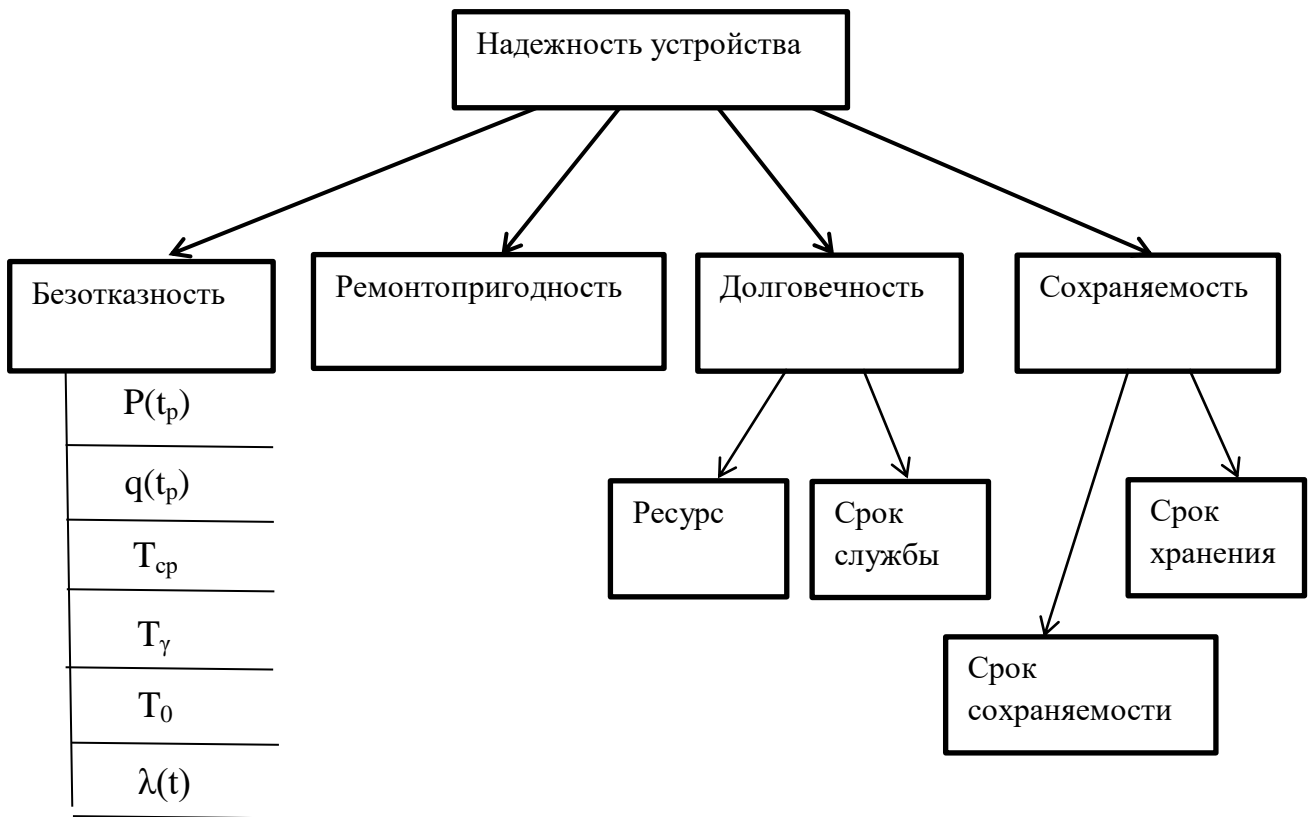 Надежность устройства
Безотказность
Ремонтопригодность
Долговечность
Сохраняемость
P(tр)
q(tр)
Tср
Tγ
T0
λ(t)
Ресурс
Срок
службы
Срок
хранения
Срок
сохраняемости